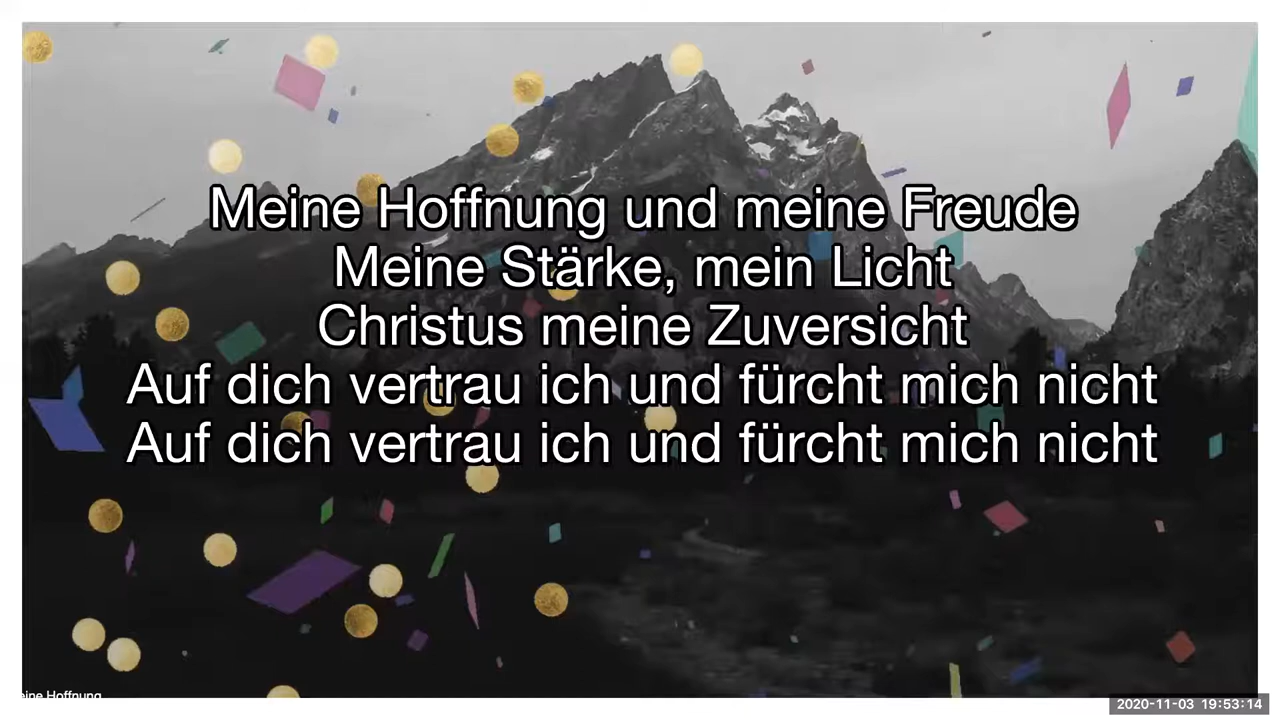 Meine Hoffnung und meine Freude
Meine Stärke, mein Licht
Christus meine Zuversicht
Auf dich vertrau ich und fürcht mich nicht
Auf dich vertrau ich und fürcht mich nicht
eine Hoffnung
2020-11-03 19:53:14